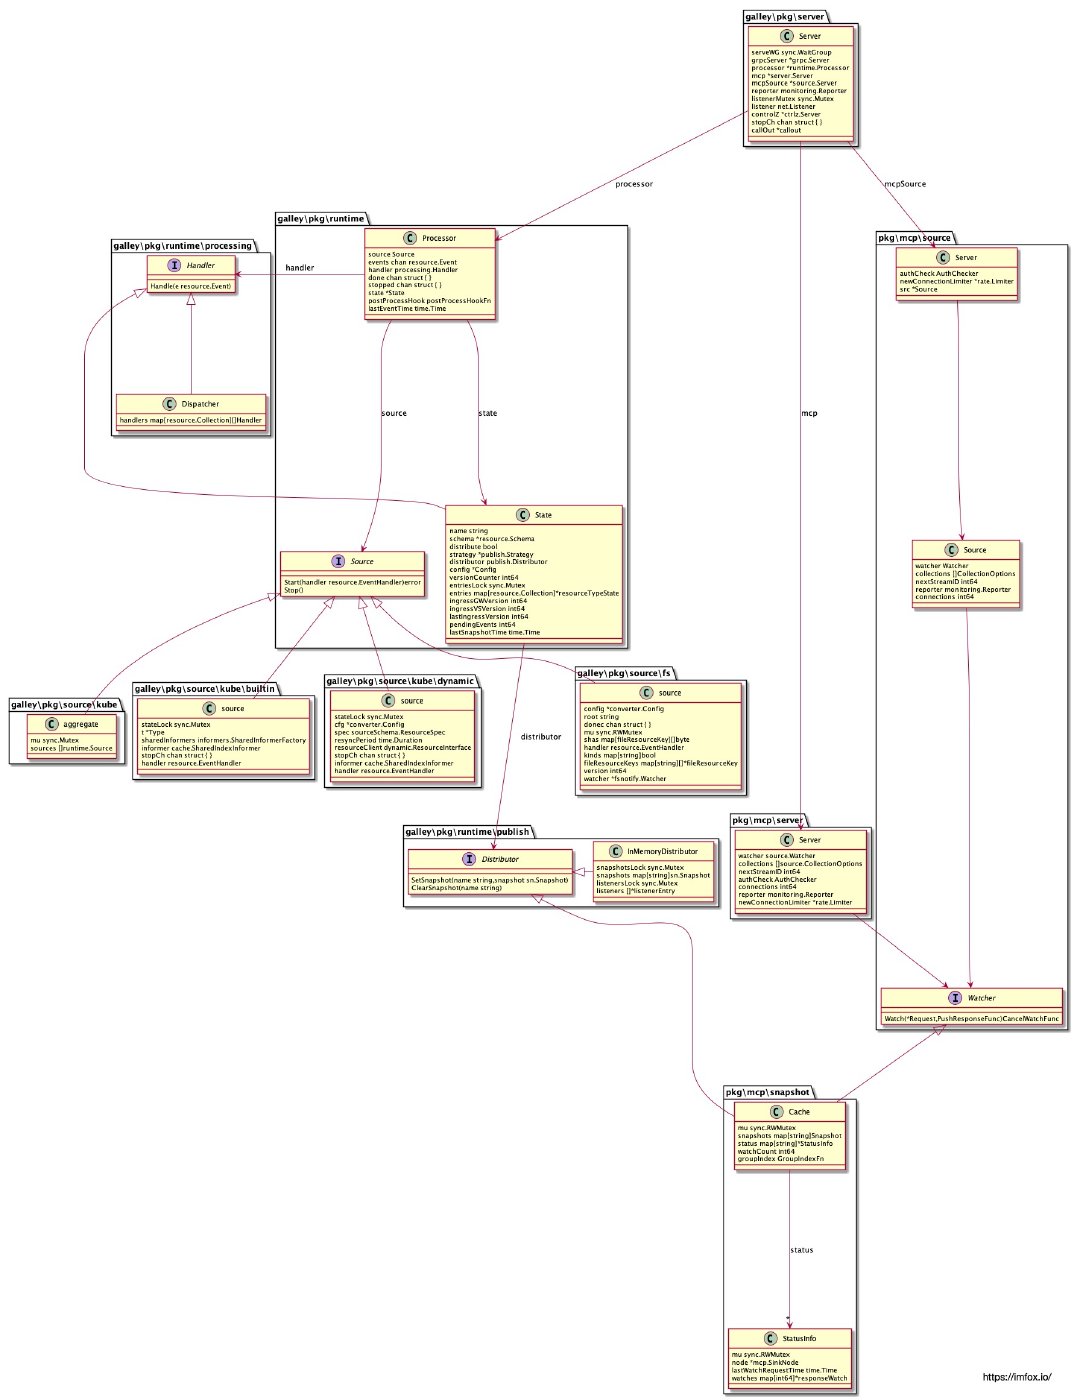 galley\pkg\server
C Server
serveWG sync.WaitGroup
grpcServer *grpc.Server
processor *runtime.Processor
mcp *server.Server
mcpSource *source.Server
reporter monitoring.Reporter
listenerMutex sync.Mutex
listener net.Listener
controlZ *ctrlz.Server
stopCh chan struct { }
callOut *callout
processor
mcpSource
galley\pkg\runtime
C Processor
source Source
events chan resource.Event
handler processing.Handler
done chan struct { }
stopped chan struct { }
state *State
postProcessHook postProcessHookFn
lastEventTime time.Time
galley\pkg\runtime\processing
I Handler
Handle(e resource.Event)
handler
C Dispatcher
handlers map[resource.Collection][]Handler
pkg\mcp\source
C Server
authCheck AuthChecker
newConnectionLimiter *rate.Limiter
src *Source
source
state
mcp
C State
name string
schema *resource.Schema
distribute bool
strategy *publish.Strategy
distributor publish.Distributor
config *Config
versionCounter int64
entriesLock sync.Mutex
entries map[resource.Collection]*resourceTypeState
ingressGWVersion int64
ingressVSVersion int64
lastIngressVersion int64
pendingEvents int64
lastSnapshotTime time.Time
I Source
Start(handler resource.EventHandler)error
Stop()
C Source
watcher Watcher
collections []CollectionOptions
nextStreamID int64
reporter monitoring.Reporter
connections int64
galley\pkg\source\kube
C aggregate
mu sync.Mutex
sources []runtime.Source
galley\pkg\source\kube\builtin
C source
stateLock sync.Mutex
t *Type
sharedInformers informers.SharedInformerFactory
informer cache.SharedIndexInformer
stopCh chan struct { }
handler resource.EventHandler
galley\pkg\source\kube\dynamic
C source
stateLock sync.Mutex
cfg *converter.Config
spec sourceSchema.ResourceSpec
resyncPeriod time.Duration
resourceClient dynamic.ResourceInterface
stopCh chan struct { }
informer cache.SharedIndexInformer
handler resource.EventHandler
galley\pkg\source\fs
C source
config *converter.Config
root string
donec chan struct { }
mu sync.RWMutex
shas map[fileResourceKey][]byte
handler resource.EventHandler
kinds map[string]bool
fileResourceKeys map[string][]*fileResourceKey
version int64
watcher *fsnotify.Watcher
distributor
galley\pkg\runtime\publish
I Distributor
SetSnapshot(name string,snapshot sn.Snapshot)
ClearSnapshot(name string)
C InMemoryDistributor
snapshotsLock sync.Mutex
snapshots map[string]sn.Snapshot
listenersLock sync.Mutex
listeners []*listenerEntry
pkg\mcp\server
C Server
watcher source.Watcher
collections []source.CollectionOptions
nextStreamID int64
authCheck AuthChecker
connections int64
reporter monitoring.Reporter
newConnectionLimiter *rate.Limiter
I Watcher
Watch(*Request,PushResponseFunc)CancelWatchFunc
pkg\mcp\snapshot
C Cache
mu sync.RWMutex
snapshots map[string]Snapshot
status map[string]*StatusInfo
watchCount int64
groupIndex GroupIndexFn
status
*
C StatusInfo
mu sync.RWMutex
node *mcp.SinkNode
lastWatchRequestTime time.Time
watches map[int64]*responseWatch
https://imfox.io/